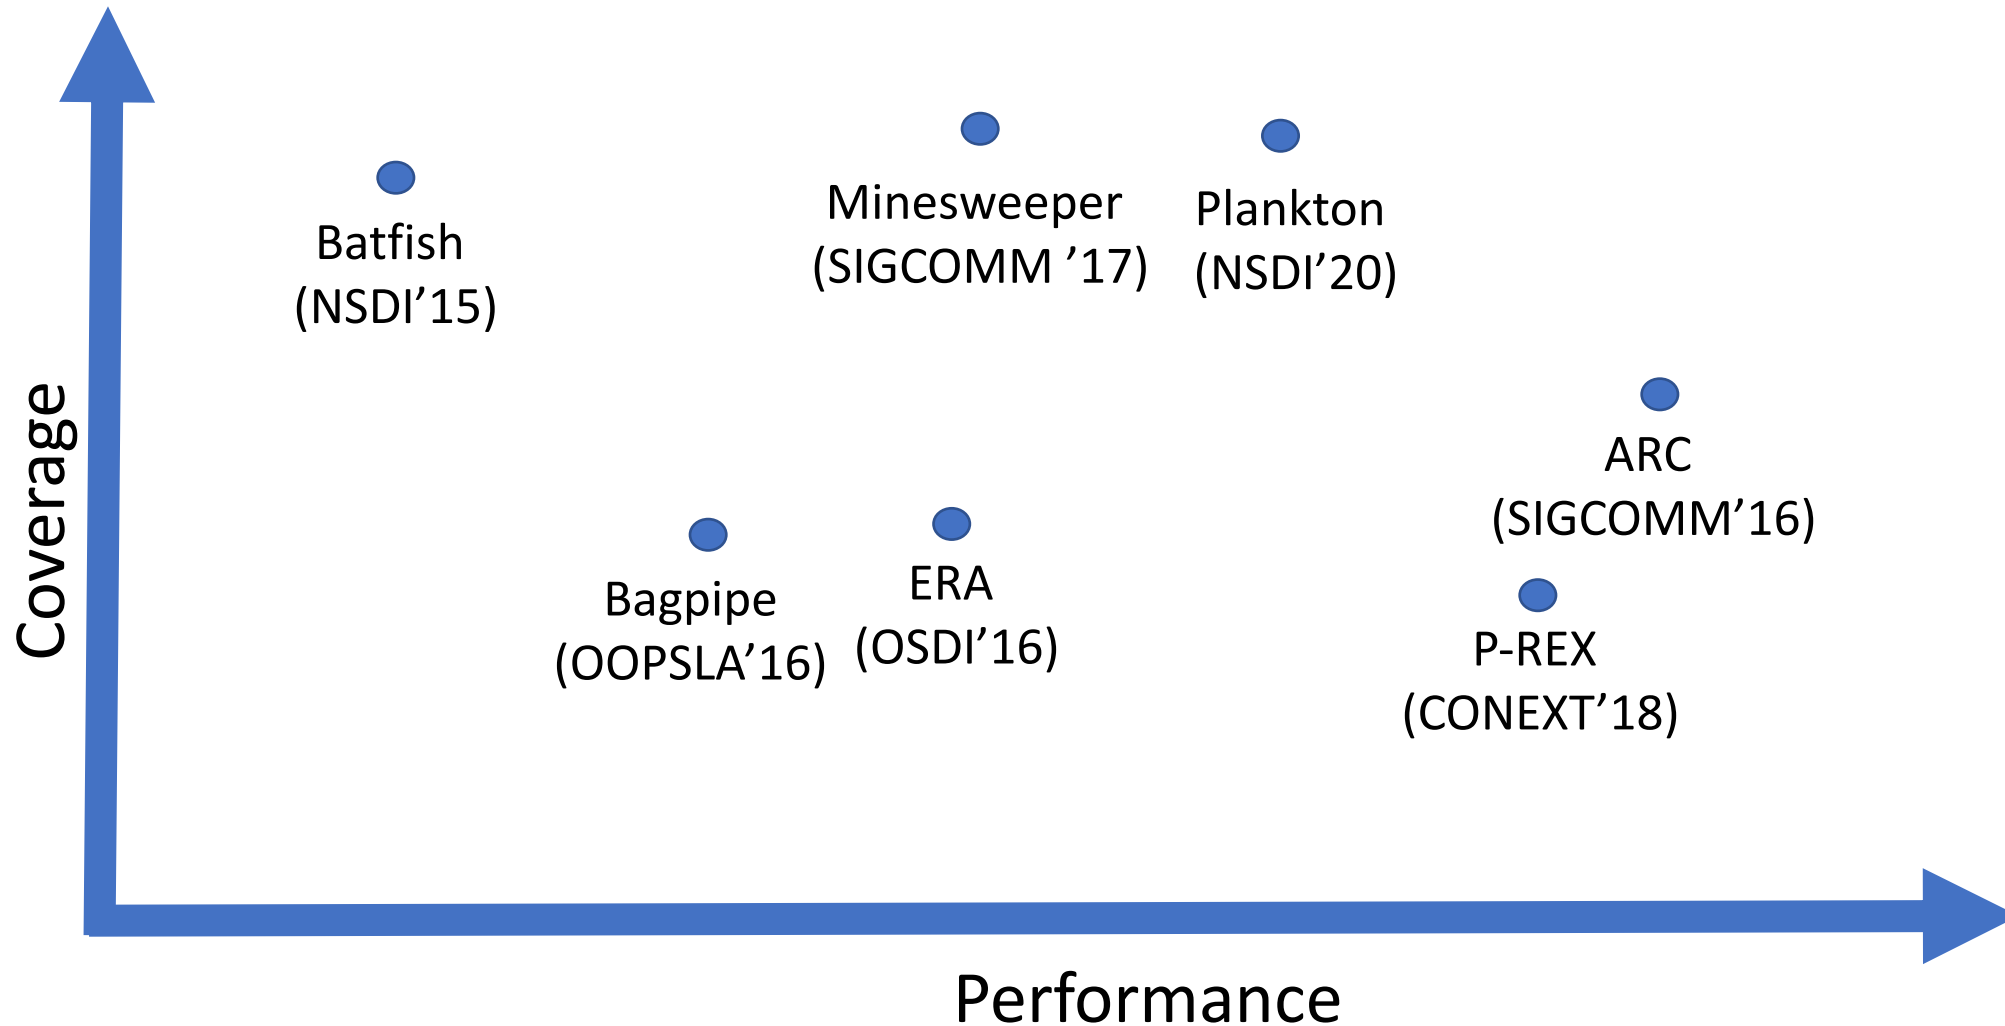 Batfish
(NSDI’15)
Minesweeper
(SIGCOMM ’17)
Plankton
(NSDI’20)
ARC
(SIGCOMM’16)
Bagpipe
(OOPSLA’16)
ERA
(OSDI’16)
P-REX
(CONEXT’18)
Coverage
Performance